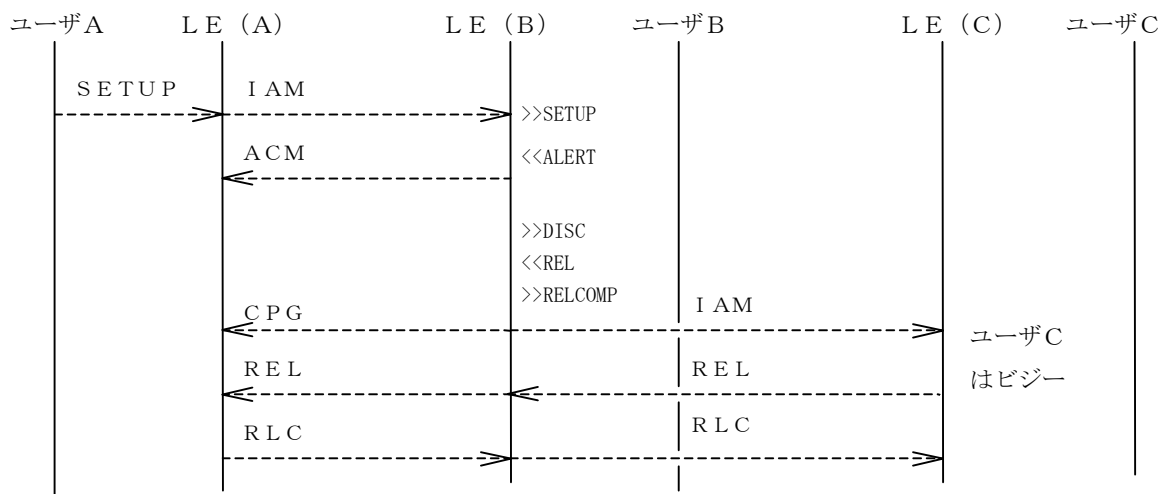 ユーザA LE（A） LE（B） ユーザB LE（C） ユーザC
SETUP IAM
>>SETUP
ACM <<ALERT
>>DISC
<<REL
>>RELCOMP
CPG IAM
ユーザC
REL REL
はビジー
RLC RLC